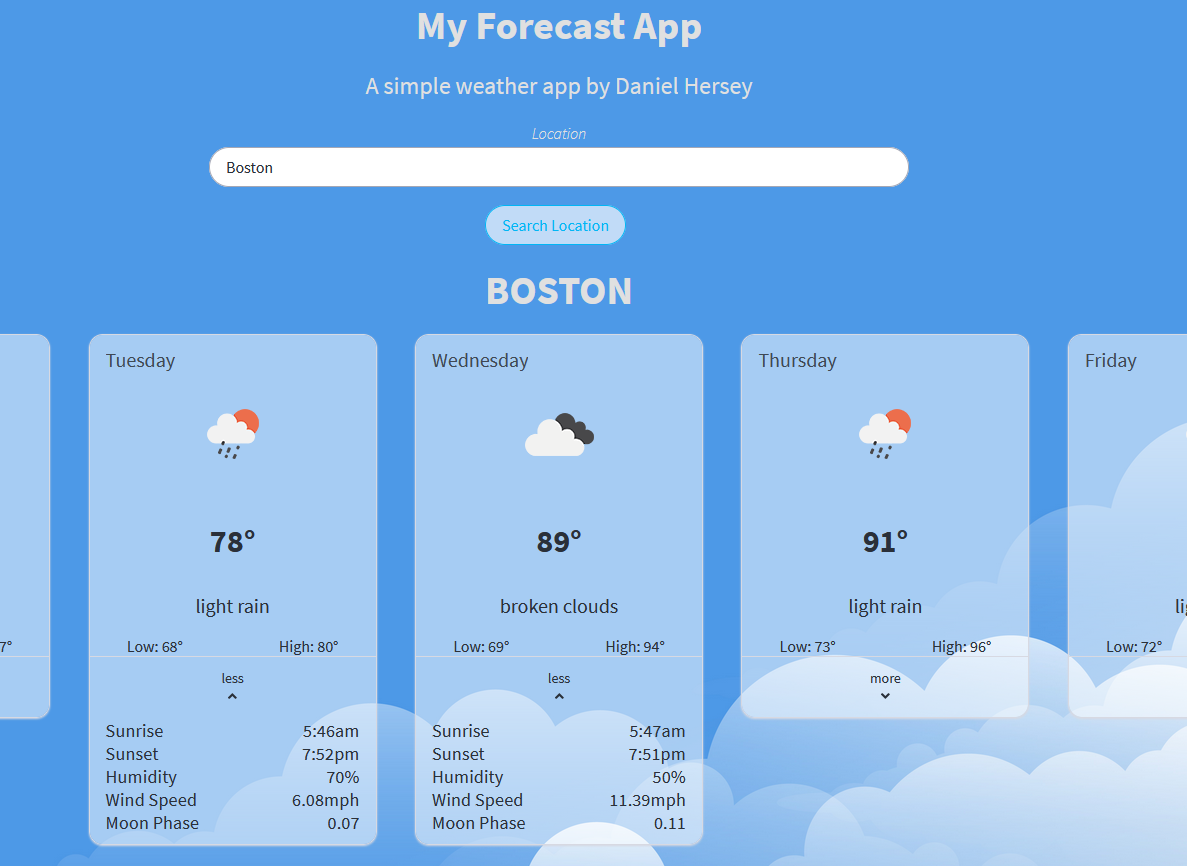 My Forecast App
A simple weather app by Daniel Hersey
Location
Boston
Search Location
BOSTON
7°
Tuesday
78°
light rain
Low: 68° High: 80°
less
Sunrise 5:46am
Sunset 7:52pm
Humidity 70%
Wind Speed 6.08mph
Moon Phase 0.07
Wednesday
89°
broken clouds
Low: 69° High: 94°
less
Sunrise 5:47am
Sunset 7:51pm
Humidity 50%
Wind Speed 11.39mph
Moon Phase 0.11
Thursday
91°
light rain
Low: 73° High: 96°
more
Friday
Low: 72°